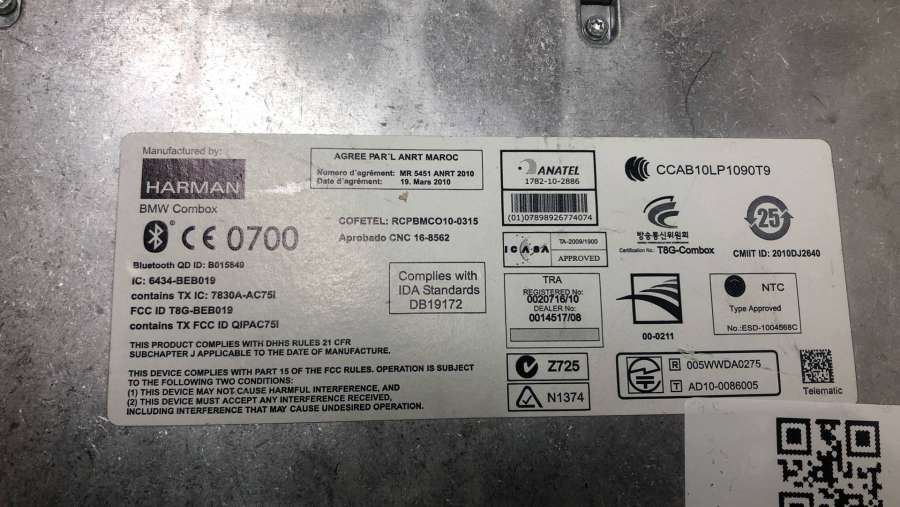 Manufactured by:
HARMAN
BMW Combox
CE 0700
Bluetooth QD ID: B015849
IC: 6434-BEB019
contains TX IC: 7830A-AC75I
FCC ID T8G-BEB019
contains TX FCC ID QIPAC75I
THIS PRODUCT COMPLIES WITH DHHS RULES 21 CFR
SUBCHAPTER J APPLICABLE TO THE DATE OF MANUFACTURE.
THIS DEVICE COMPLIES WITH PART 15 OF THE FCC RULES. OPERATION IS SUBJECT
TO THE FOLLOWING TWO CONDITIONS:
(1) THIS DEVICE MAY NOT CAUSE HARMFUL INTERFERENCE, AND
(2) THIS DEVICE MUST ACCEPT ANY INTERFERENCE RECEIVED,
INCLUDING INTERFERENCE THAT MAY CAUSE UNDESIRED OPERATION.
AGREE PAR'L ANRT MAROC
Numero d'agrément: MR 5451 ANRT 2010
Date d'agrément: 19. Mars 2010
COFETEL: RCPBMCO10-0315
Aprobado CNC 16-8562
Complies with
IDA Standards
DB19172
ANATEL
1782-10-2886
(01)07898926774074
ICASA
TA-2009/1900
APPROVED
TRA
REGISTERED No:
0020716/10
DEALER No:
0014517/08
Z725
N1374
CCAB10LP1090T9
방송통신위원회
Certification No.: T8G-Combox
25
CMIIT ID: 2010DJ2640
00-0211
NTC
Type Approved
No.:ESD-1004568C
R 005WWDA0275
T AD10-0086005
Telematic